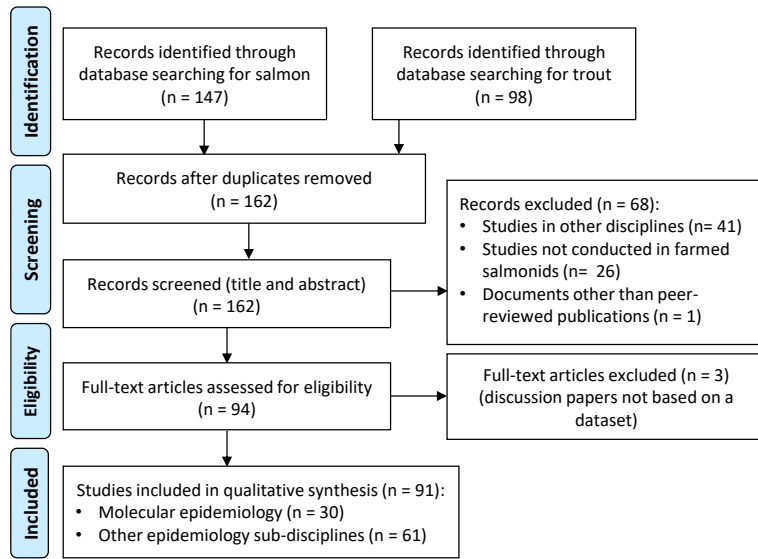 Identification
Records identified through
database searching for salmon
(n = 147)
Records identified through
database searching for trout
(n = 98)
Screening
Records after duplicates removed
(n = 162)
Records excluded (n = 68):
• Studies in other disciplines (n= 41)
• Studies not conducted in farmed
salmonids (n=  26)
• Documents other than peer-
reviewed publications (n = 1)
Records screened (title and abstract)
(n = 162)
Eligibility
Full-text articles assessed for eligibility
(n = 94)
Full-text articles excluded (n = 3)
(discussion papers not based on a
dataset)
Included
Studies included in qualitative synthesis (n = 91):
• Molecular epidemiology (n = 30)
• Other epidemiology sub-disciplines (n = 61)